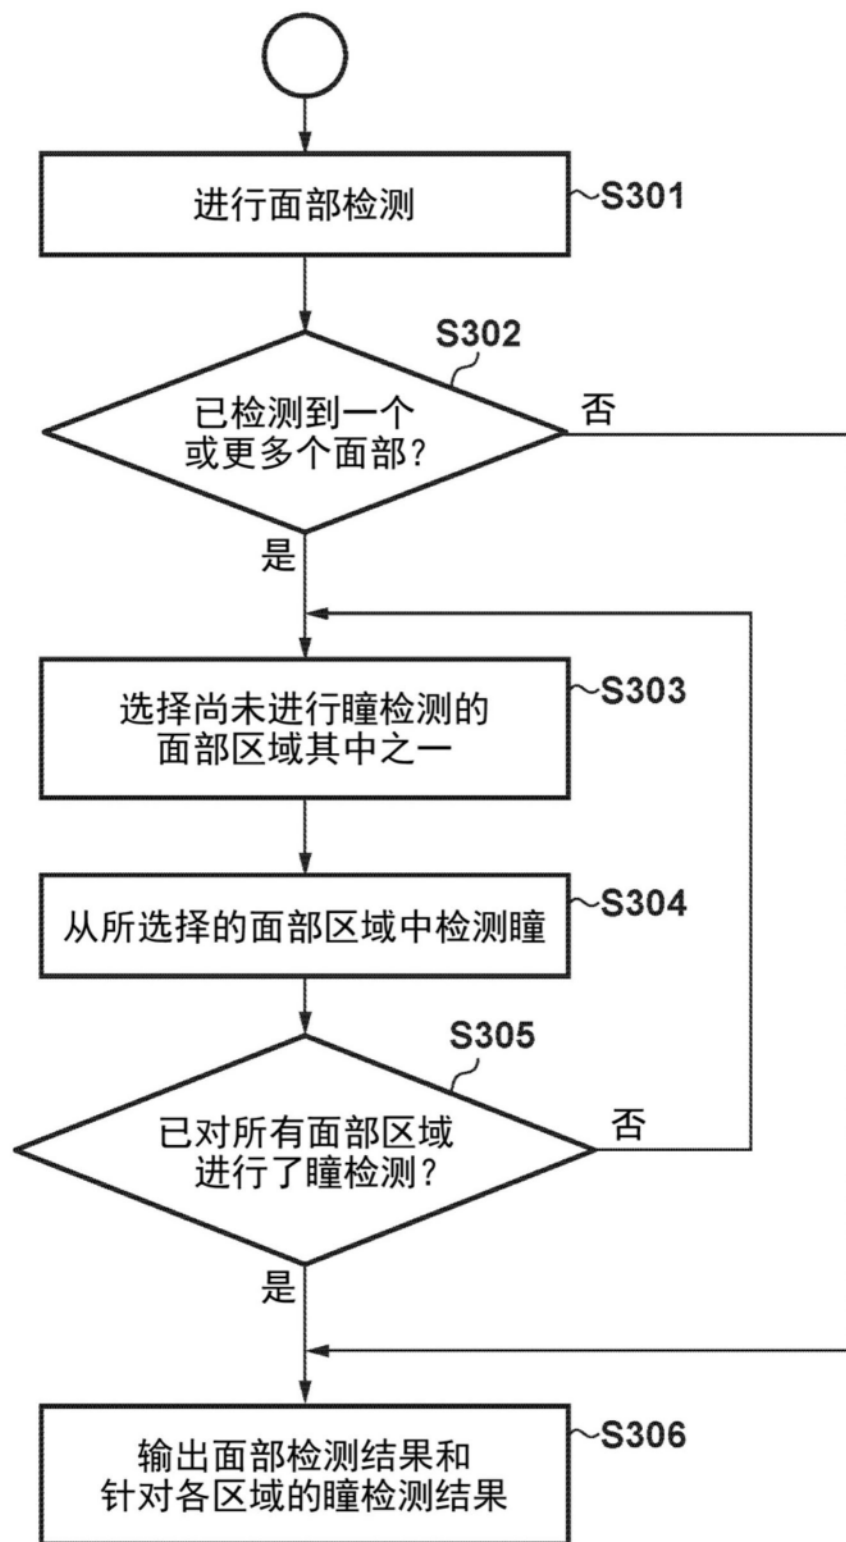 进行面部检测
S301
S302
已检测到一个
或更多个面部?
否
是
选择尚未进行瞳检测的
面部区域其中之一
S303
从所选择的面部区域中检测瞳
S304
S305
已对所有面部区域
进行了瞳检测?
否
是
输出面部检测结果和
针对各区域的瞳检测结果
S306